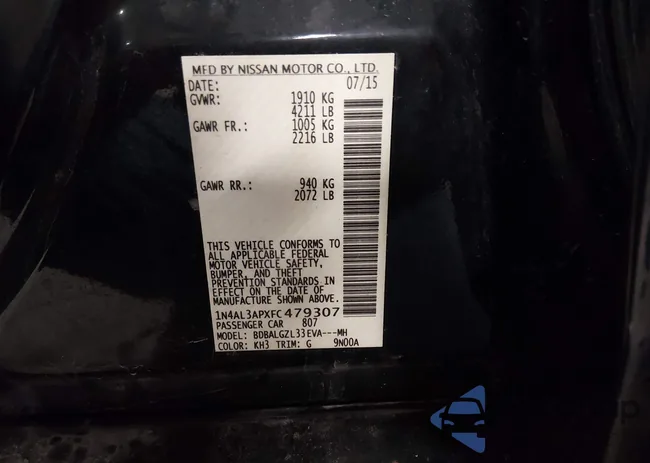 MFD BY NISSAN MOTOR CO., LTD.
DATE: 07/15
GVWR: 1910 KG
4211 LB
GAWR FR.: 1005 KG
2216 LB
GAWR RR.: 940 KG
2072 LB
THIS VEHICLE CONFORMS TO
ALL APPLICABLE FEDERAL
MOTOR VEHICLE SAFETY,
BUMPER, AND THEFT
PREVENTION STANDARDS IN
EFFECT ON THE DATE OF
MANUFACTURE SHOWN ABOVE.
1N4AL3APXFC479307
PASSENGER CAR 807
MODEL: BDBALGZL33EVA---MH
COLOR: KH3 TRIM: G 9N00A